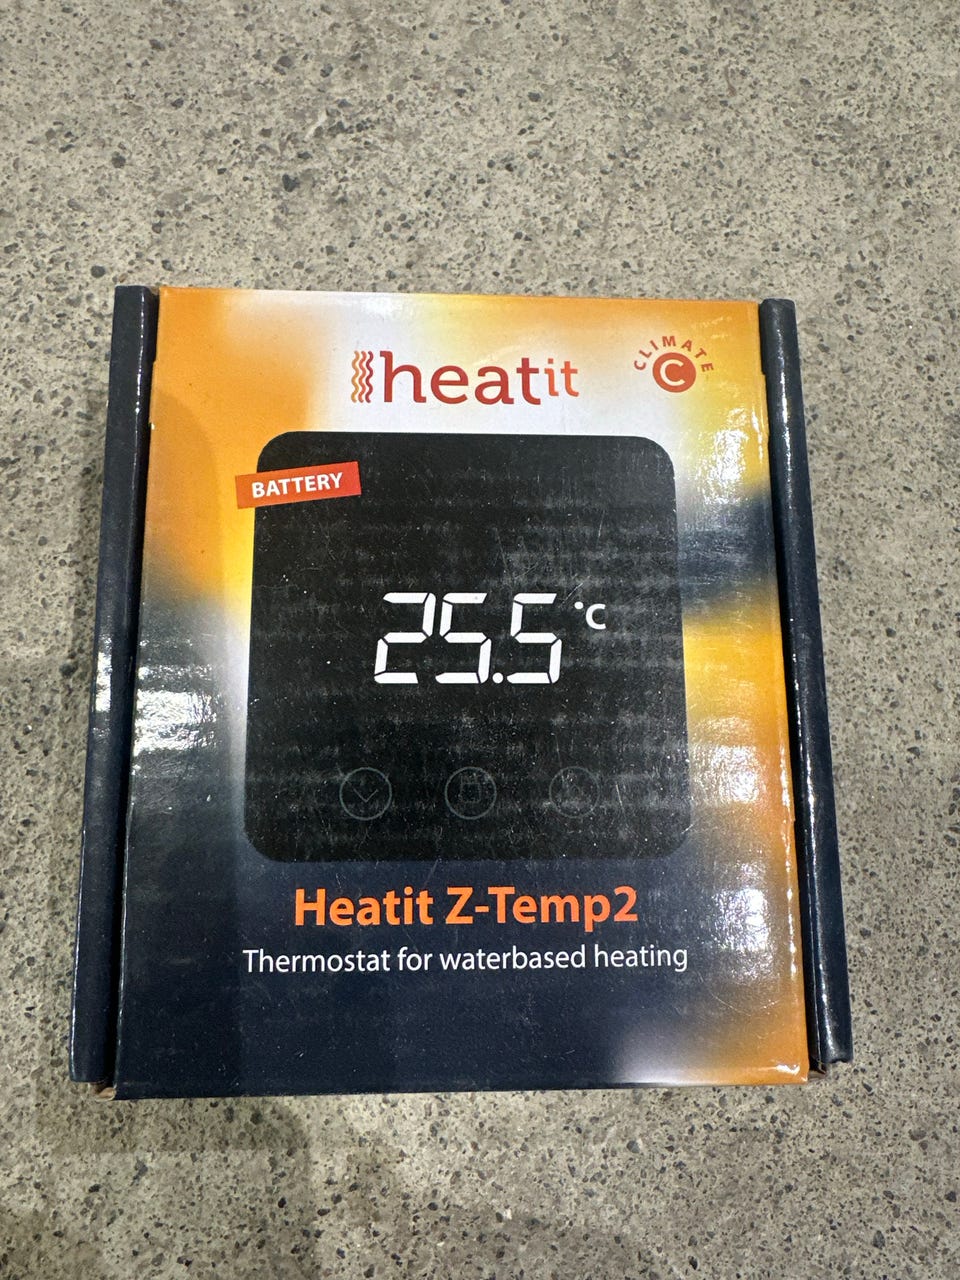 heatit
CLIMATE
C
BATTERY
25.5 °C
Heatit Z-Temp2
Thermostat for waterbased heating